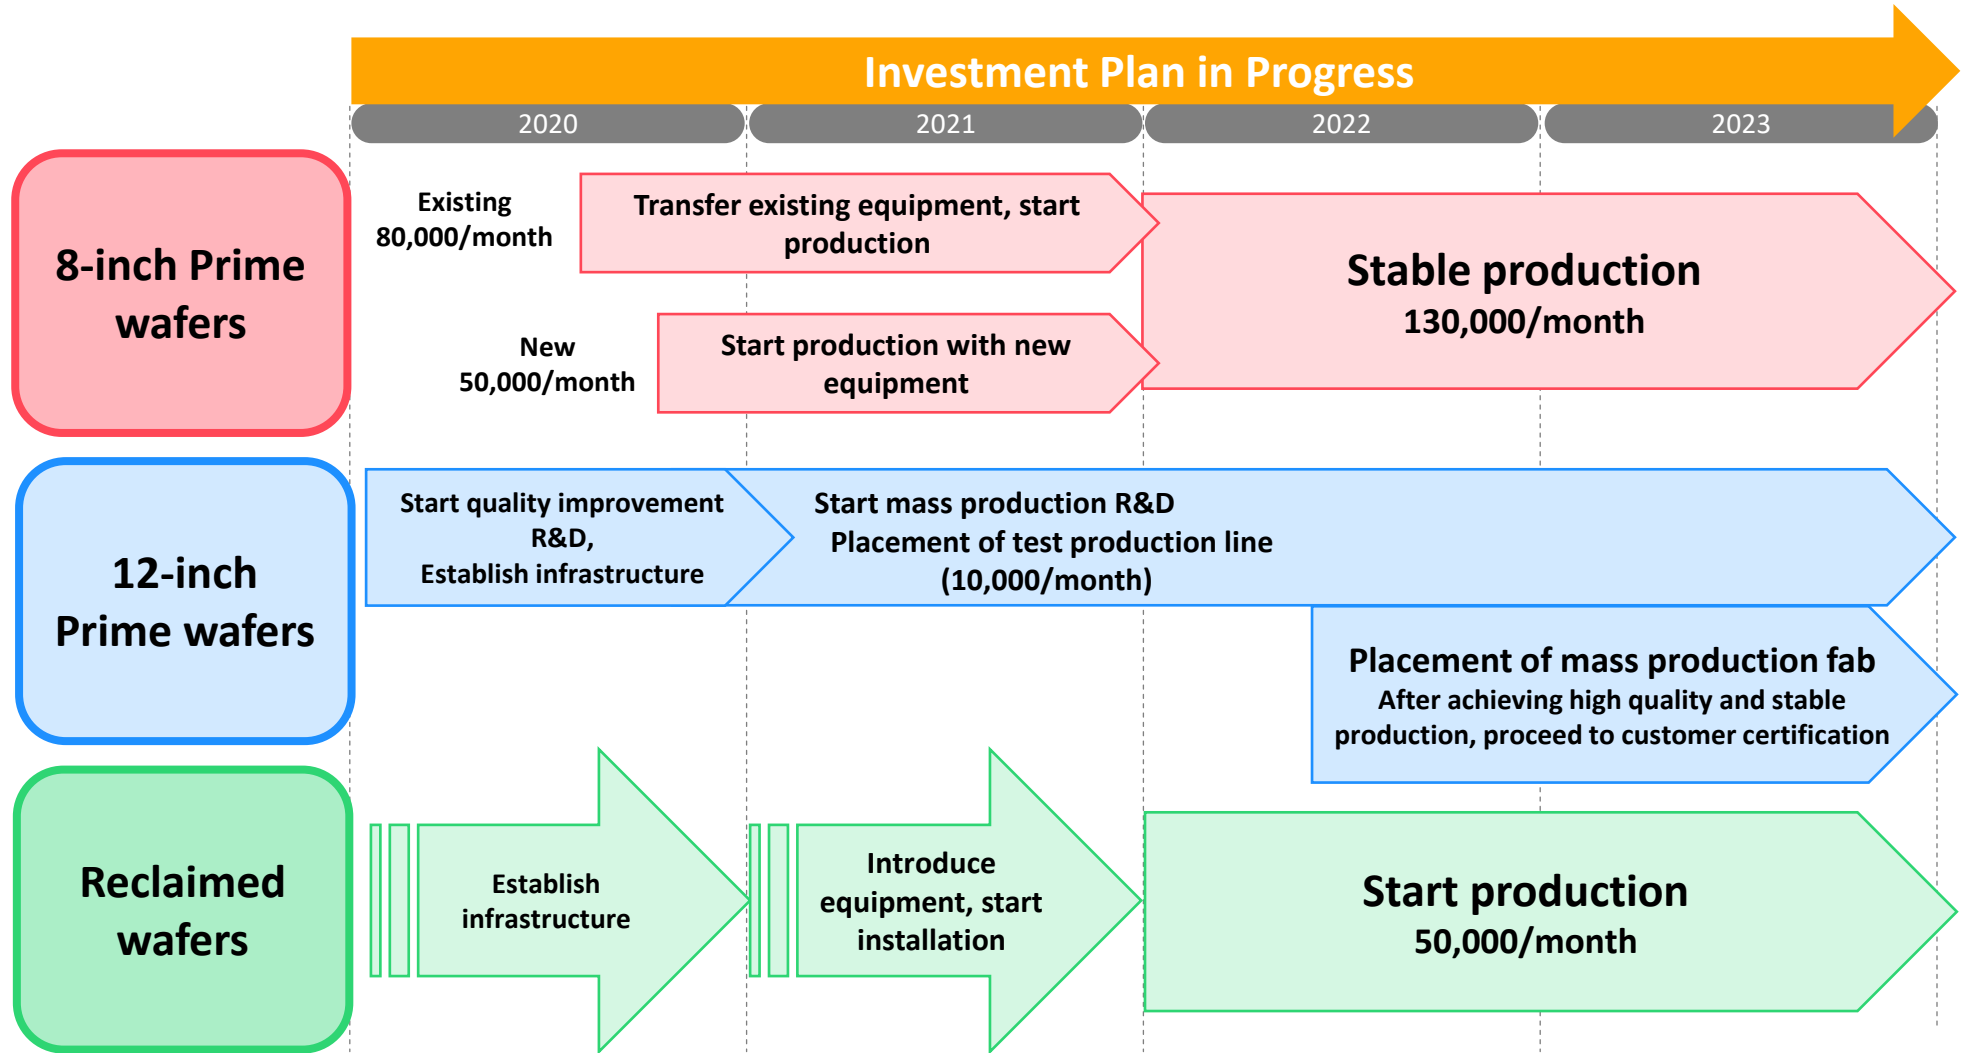 Investment Plan in Progress
2020
2021
2022
2023
8-inch Prime
wafers
Existing
80,000/month
Transfer existing equipment, start
production
New
50,000/month
Start production with new
equipment
Stable production
130,000/month
12-inch
Prime wafers
Start quality improvement
R&D,
Establish infrastructure
Start mass production R&D
Placement of test production line
(10,000/month)
Placement of mass production fab
After achieving high quality and stable
production, proceed to customer certification
Reclaimed
wafers
Establish
infrastructure
Introduce
equipment, start
installation
Start production
50,000/month